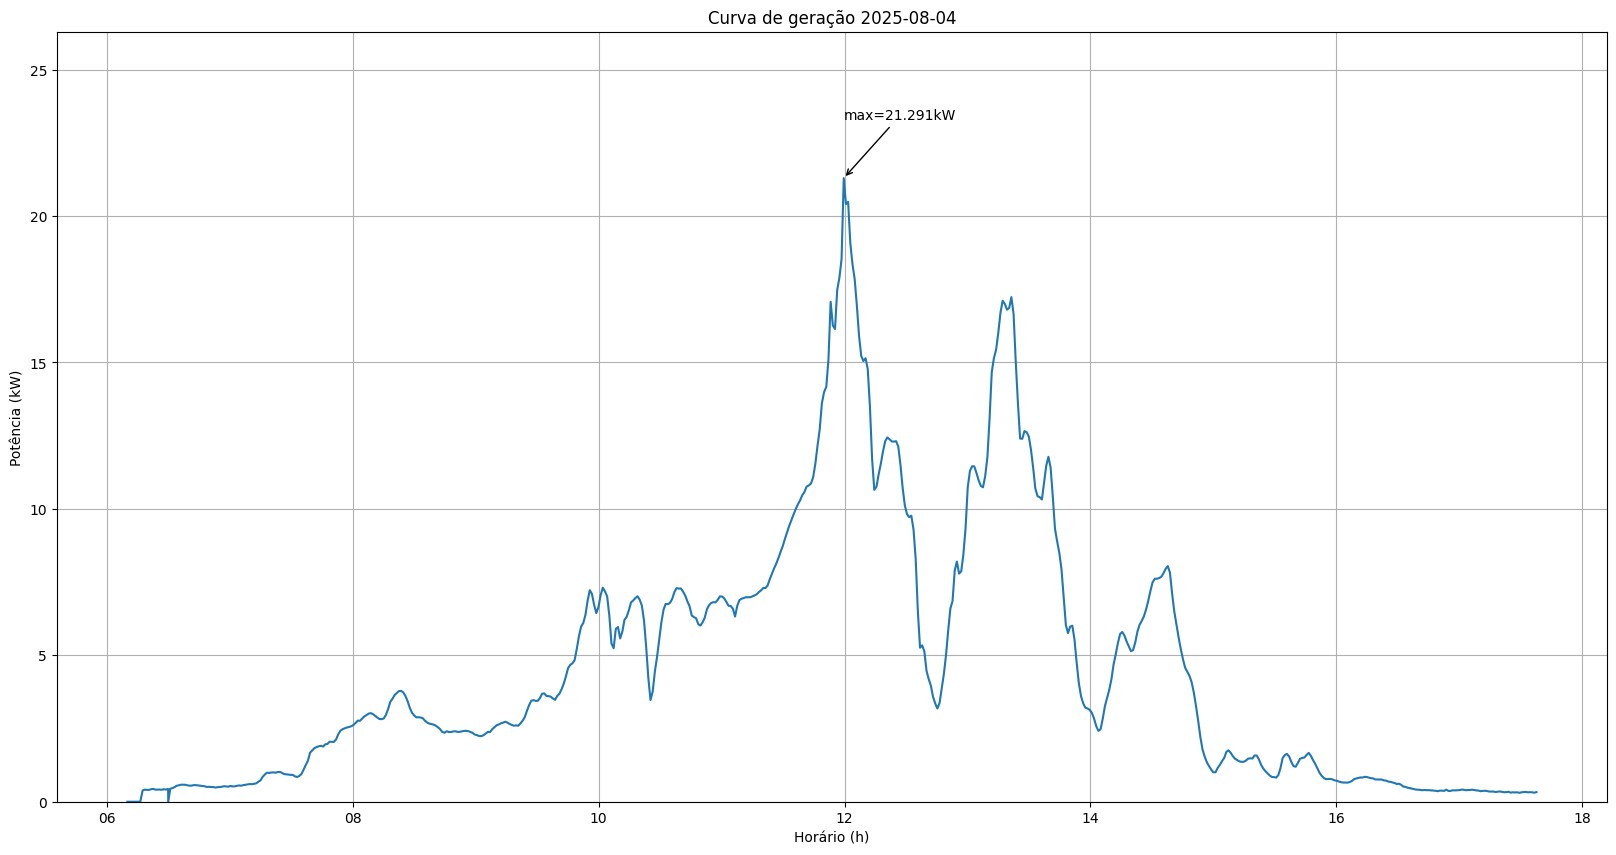 Curva de geração 2025-08-04
25
max=21.291kW
20
15
Potência (kW)
10
5
0
06 08 10 12 14 16 18
Horário (h)